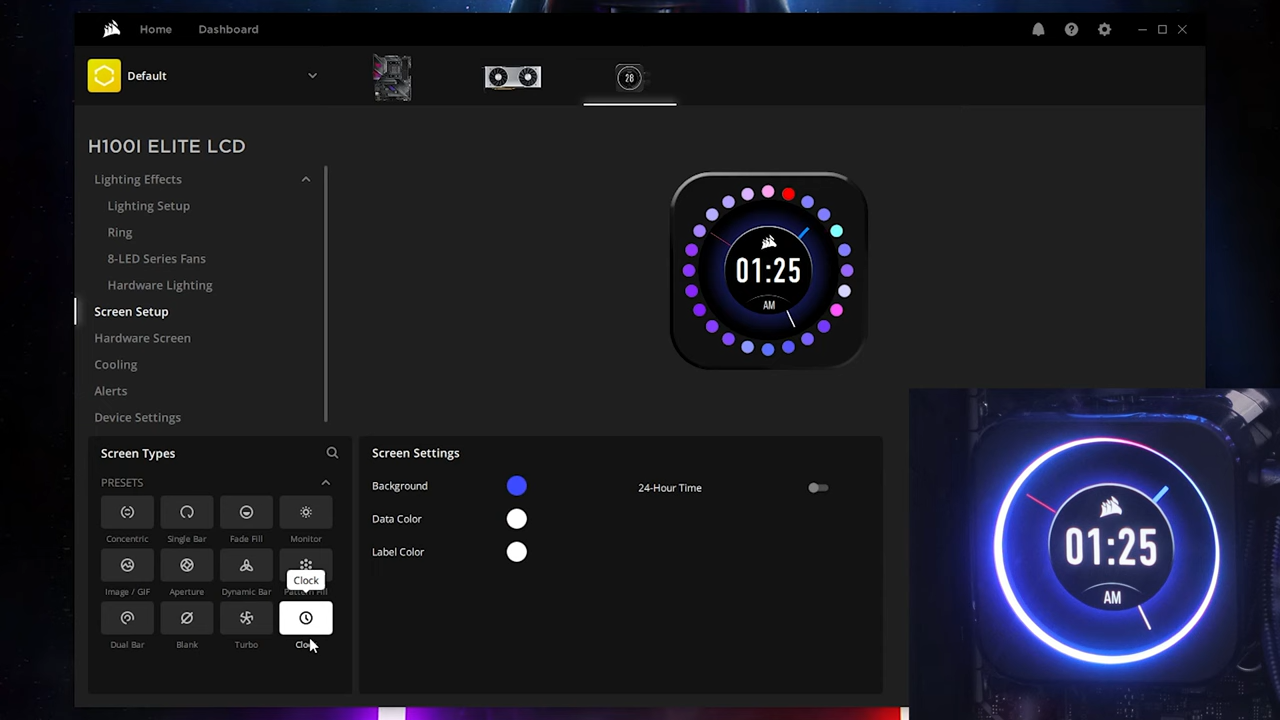 Home Dashboard
Default
28
H100I ELITE LCD
Lighting Effects
Lighting Setup
Ring
8-LED Series Fans
Hardware Lighting
Screen Setup
Hardware Screen
Cooling
Alerts
Device Settings
01:25
AM
Screen Types
PRESETS
Concentric Single Bar Fade Fill Monitor
Clock
Image / GIF Aperture Dynamic Bar Pattern Fill
Dual Bar Blank Turbo Clock
Screen Settings
Background
24-Hour Time
Data Color
Label Color
01:25
AM